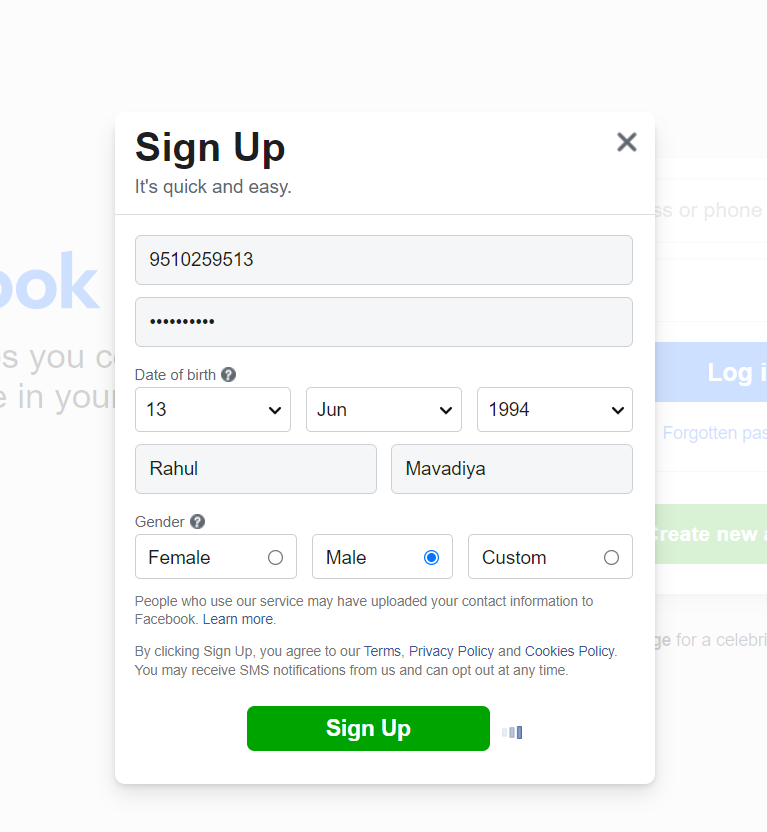 Sign Up
It's quick and easy.
9510259513
••••••••••
Date of birth ?
13 Jun 1994
Rahul Mavadiya
Gender ?
Female Male Custom
People who use our service may have uploaded your contact information to
Facebook. Learn more.
By clicking Sign Up, you agree to our Terms, Privacy Policy and Cookies Policy.
You may receive SMS notifications from us and can opt out at any time.
Sign Up
ook
s you c
e in your
ss or phone
Log i
Forgotten pas
Create new a
ge for a celebri